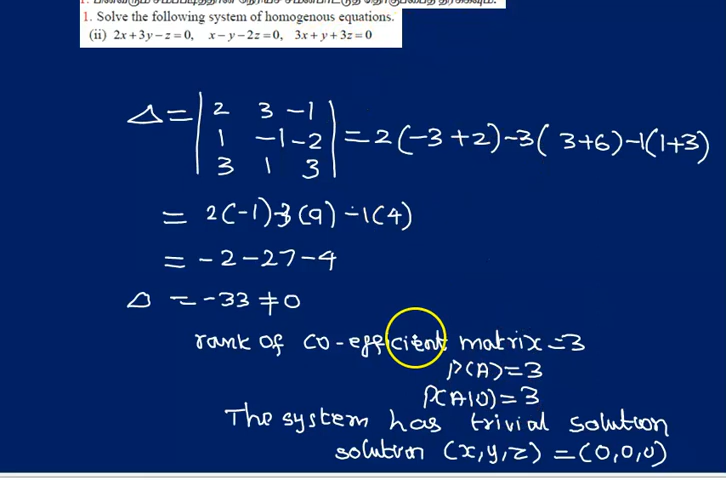 1. Solve the following system of homogenous equations.
(ii) 2x+3y−z=0, x−y−2z=0, 3x+y+3z=0
Δ = | 2 3 −1 |
| 1 −1 −2 | = 2(−3+2)−3(3+6)−1(1+3)
| 3 1 3 |
= 2(−1)−3(9)−1(4)
= −2−27−4
Δ = −33 ≠ 0
rank of co-efficient matrix = 3
ρ(A) = 3
ρ(A|0) = 3
The system has trivial solution
solution (x,y,z) = (0,0,0)